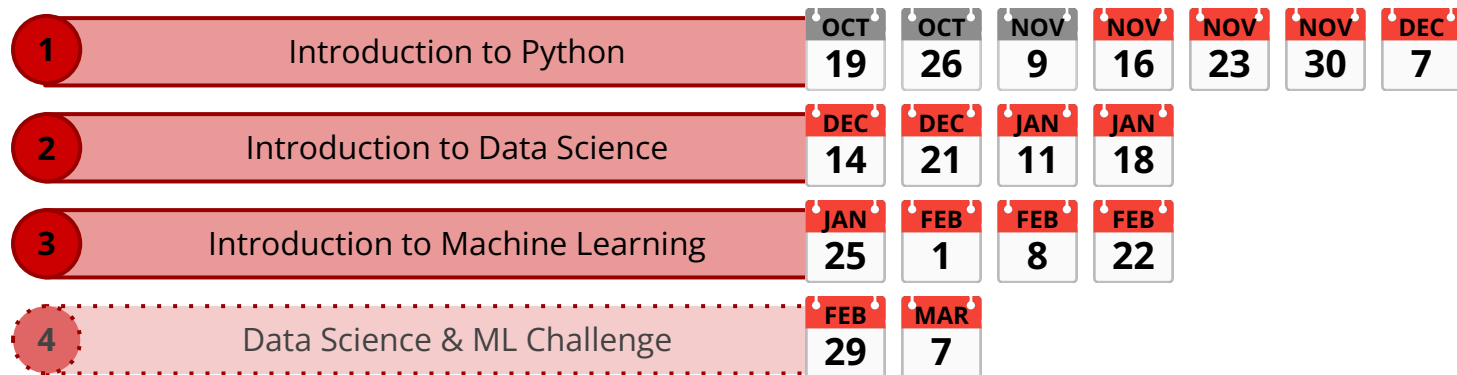 1 Introduction to Python OCT 19 OCT 26 NOV 9 NOV 16 NOV 23 NOV 30 DEC 7
2 Introduction to Data Science DEC 14 DEC 21 JAN 11 JAN 18
3 Introduction to Machine Learning JAN 25 FEB 1 FEB 8 FEB 22
4 Data Science & ML Challenge FEB 29 MAR 7